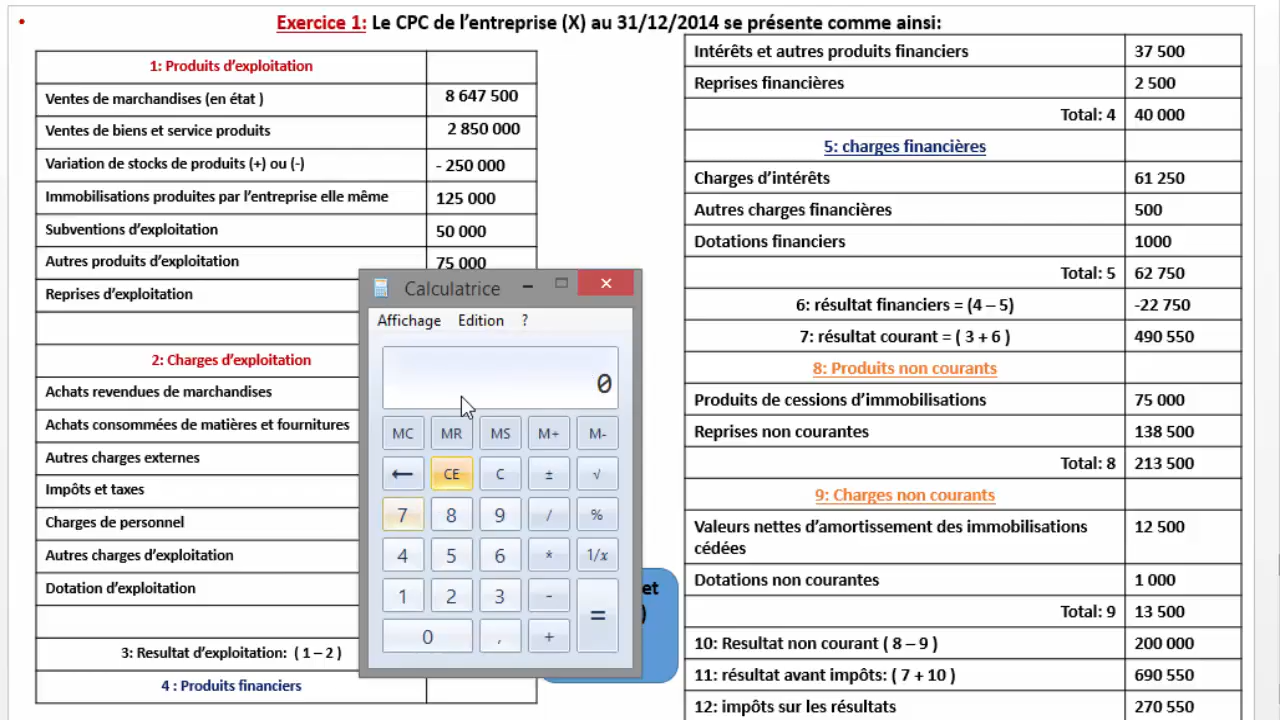 • Exercice 1: Le CPC de l'entreprise (X) au 31/12/2014 se présente comme ainsi:
1: Produits d'exploitation
Ventes de marchandises (en état ) 8 647 500
Ventes de biens et service produits 2 850 000
Variation de stocks de produits (+) ou (-) - 250 000
Immobilisations produites par l'entreprise elle même 125 000
Subventions d'exploitation 50 000
Autres produits d'exploitation 75 000
Reprises d'exploitation
2: Charges d'exploitation
Achats revendues de marchandises
Achats consommées de matières et fournitures
Autres charges externes
Impôts et taxes
Charges de personnel
Autres charges d'exploitation
Dotation d'exploitation
3: Resultat d'exploitation: ( 1 – 2 )
4 : Produits financiers
Calculatrice
Affichage Edition ?
0
MC MR MS M+ M-
← CE C ± √
7 8 9 / %
4 5 6 * 1/x
1 2 3 - =
0 , +
et
)
Intérêts et autres produits financiers 37 500
Reprises financières 2 500
Total: 4 40 000
5: charges financières
Charges d'intérêts 61 250
Autres charges financières 500
Dotations financiers 1000
Total: 5 62 750
6: résultat financiers = (4 – 5) -22 750
7: résultat courant = ( 3 + 6 ) 490 550
8: Produits non courants
Produits de cessions d'immobilisations 75 000
Reprises non courantes 138 500
Total: 8 213 500
9: Charges non courants
Valeurs nettes d'amortissement des immobilisations 12 500
cédées
Dotations non courantes 1 000
Total: 9 13 500
10: Resultat non courant ( 8 – 9 ) 200 000
11: résultat avant impôts: ( 7 + 10 ) 690 550
12: impôts sur les résultats 270 550